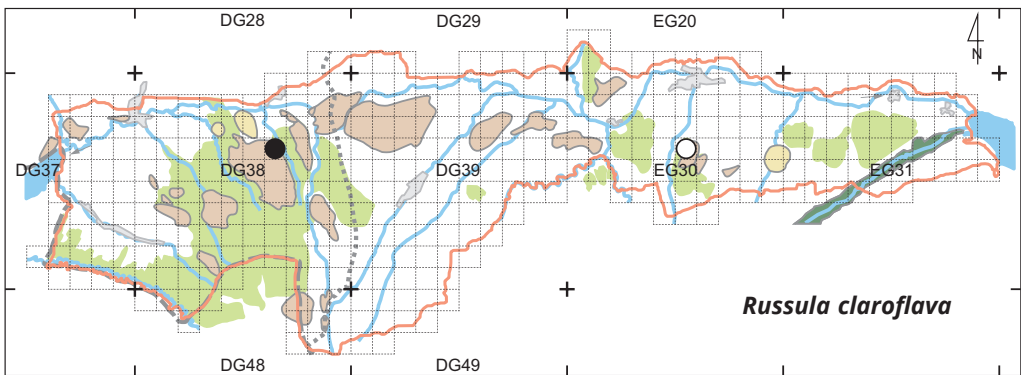 DG28 DG29 EG20
N
DG37 DG38 DG39 EG30 EG31
Russula claroflava
DG48 DG49